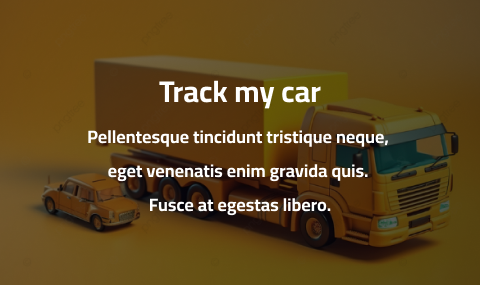 Track my car
Pellentesque tincidunt tristique neque,
eget venenatis enim gravida quis.
Fusce at egestas libero.